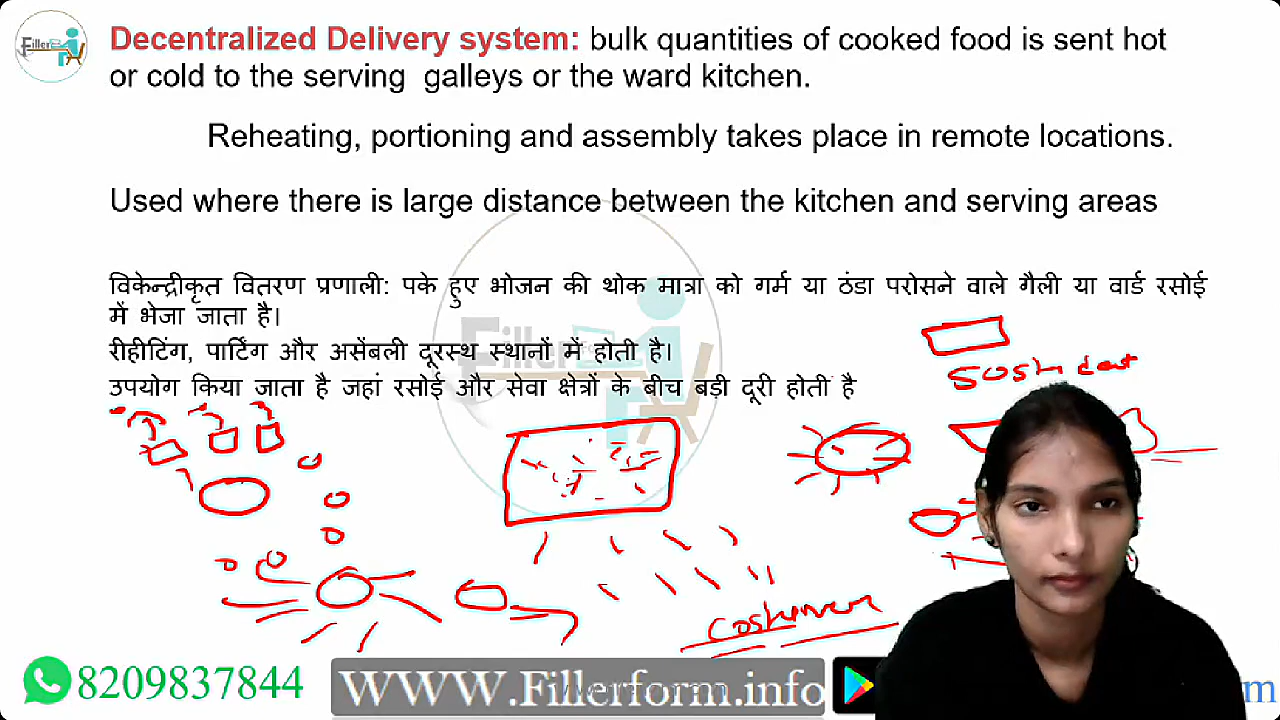 Filler
Decentralized Delivery system: bulk quantities of cooked food is sent hot
or cold to the serving galleys or the ward kitchen.
Reheating, portioning and assembly takes place in remote locations.
Used where there is large distance between the kitchen and serving areas
विकेन्द्रीकृत वितरण प्रणाली: पके हुए भोजन की थोक मात्रा को गर्म या ठंडा परोसने वाले गैली या वार्ड रसोई
में भेजा जाता है।
रीहीटिंग, पार्टिंग और असेंबली दूरस्थ स्थानों में होती है।
उपयोग किया जाता है जहां रसोई और सेवा क्षेत्रों के बीच बड़ी दूरी होती है
8209837844
WWW.Fillerform.info